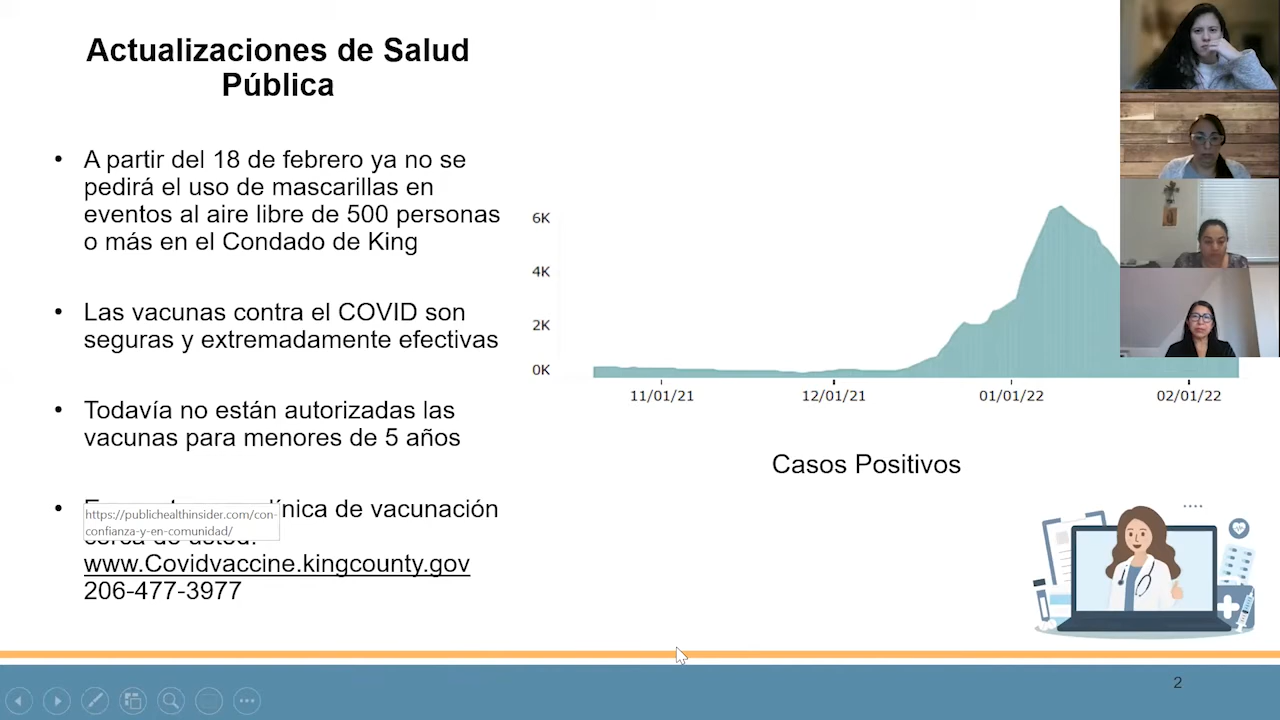 Actualizaciones de Salud
Pública
• A partir del 18 de febrero ya no se
pedirá el uso de mascarillas en
eventos al aire libre de 500 personas
o más en el Condado de King
• Las vacunas contra el COVID son
seguras y extremadamente efectivas
• Todavía no están autorizadas las
vacunas para menores de 5 años
• de vacunación
https://publichealthinsider.com/con-
confianza-y-en-comunidad/
cerca de usted:
www.Covidvaccine.kingcounty.gov
206-477-3977
6K
4K
2K
0K
11/01/21 12/01/21 01/01/22 02/01/22
Casos Positivos
2